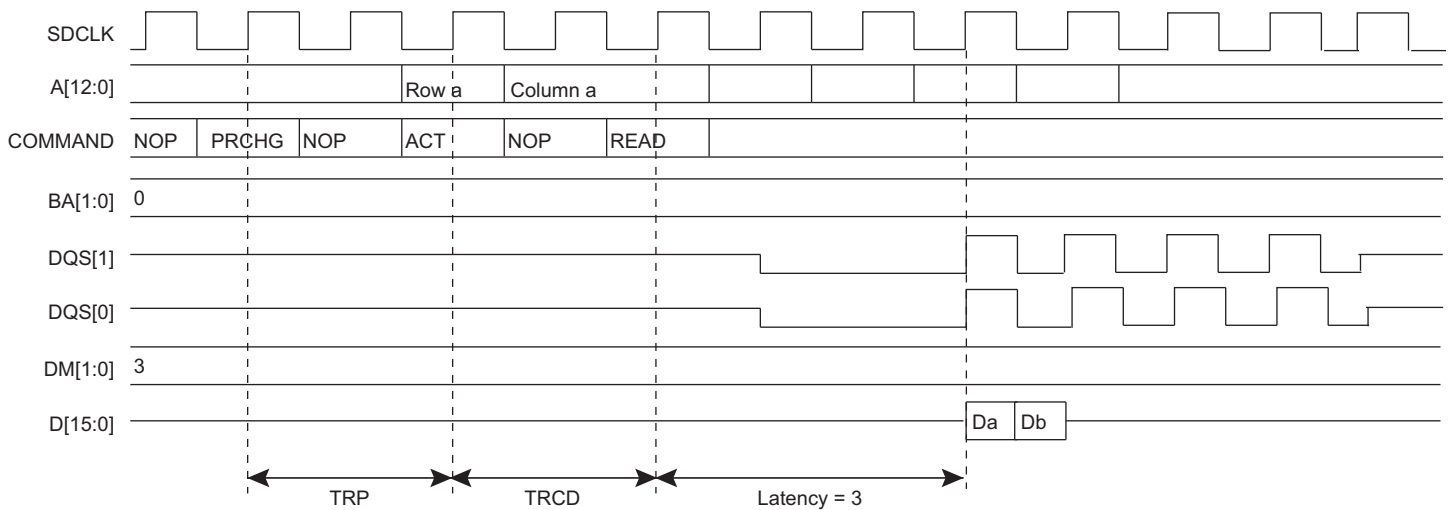 SDCLK
A[12:0] Row a Column a
COMMAND NOP PRCHG NOP ACT NOP READ
BA[1:0] 0
DQS[1]
DQS[0]
DM[1:0] 3
D[15:0] Da Db
TRP TRCD Latency = 3